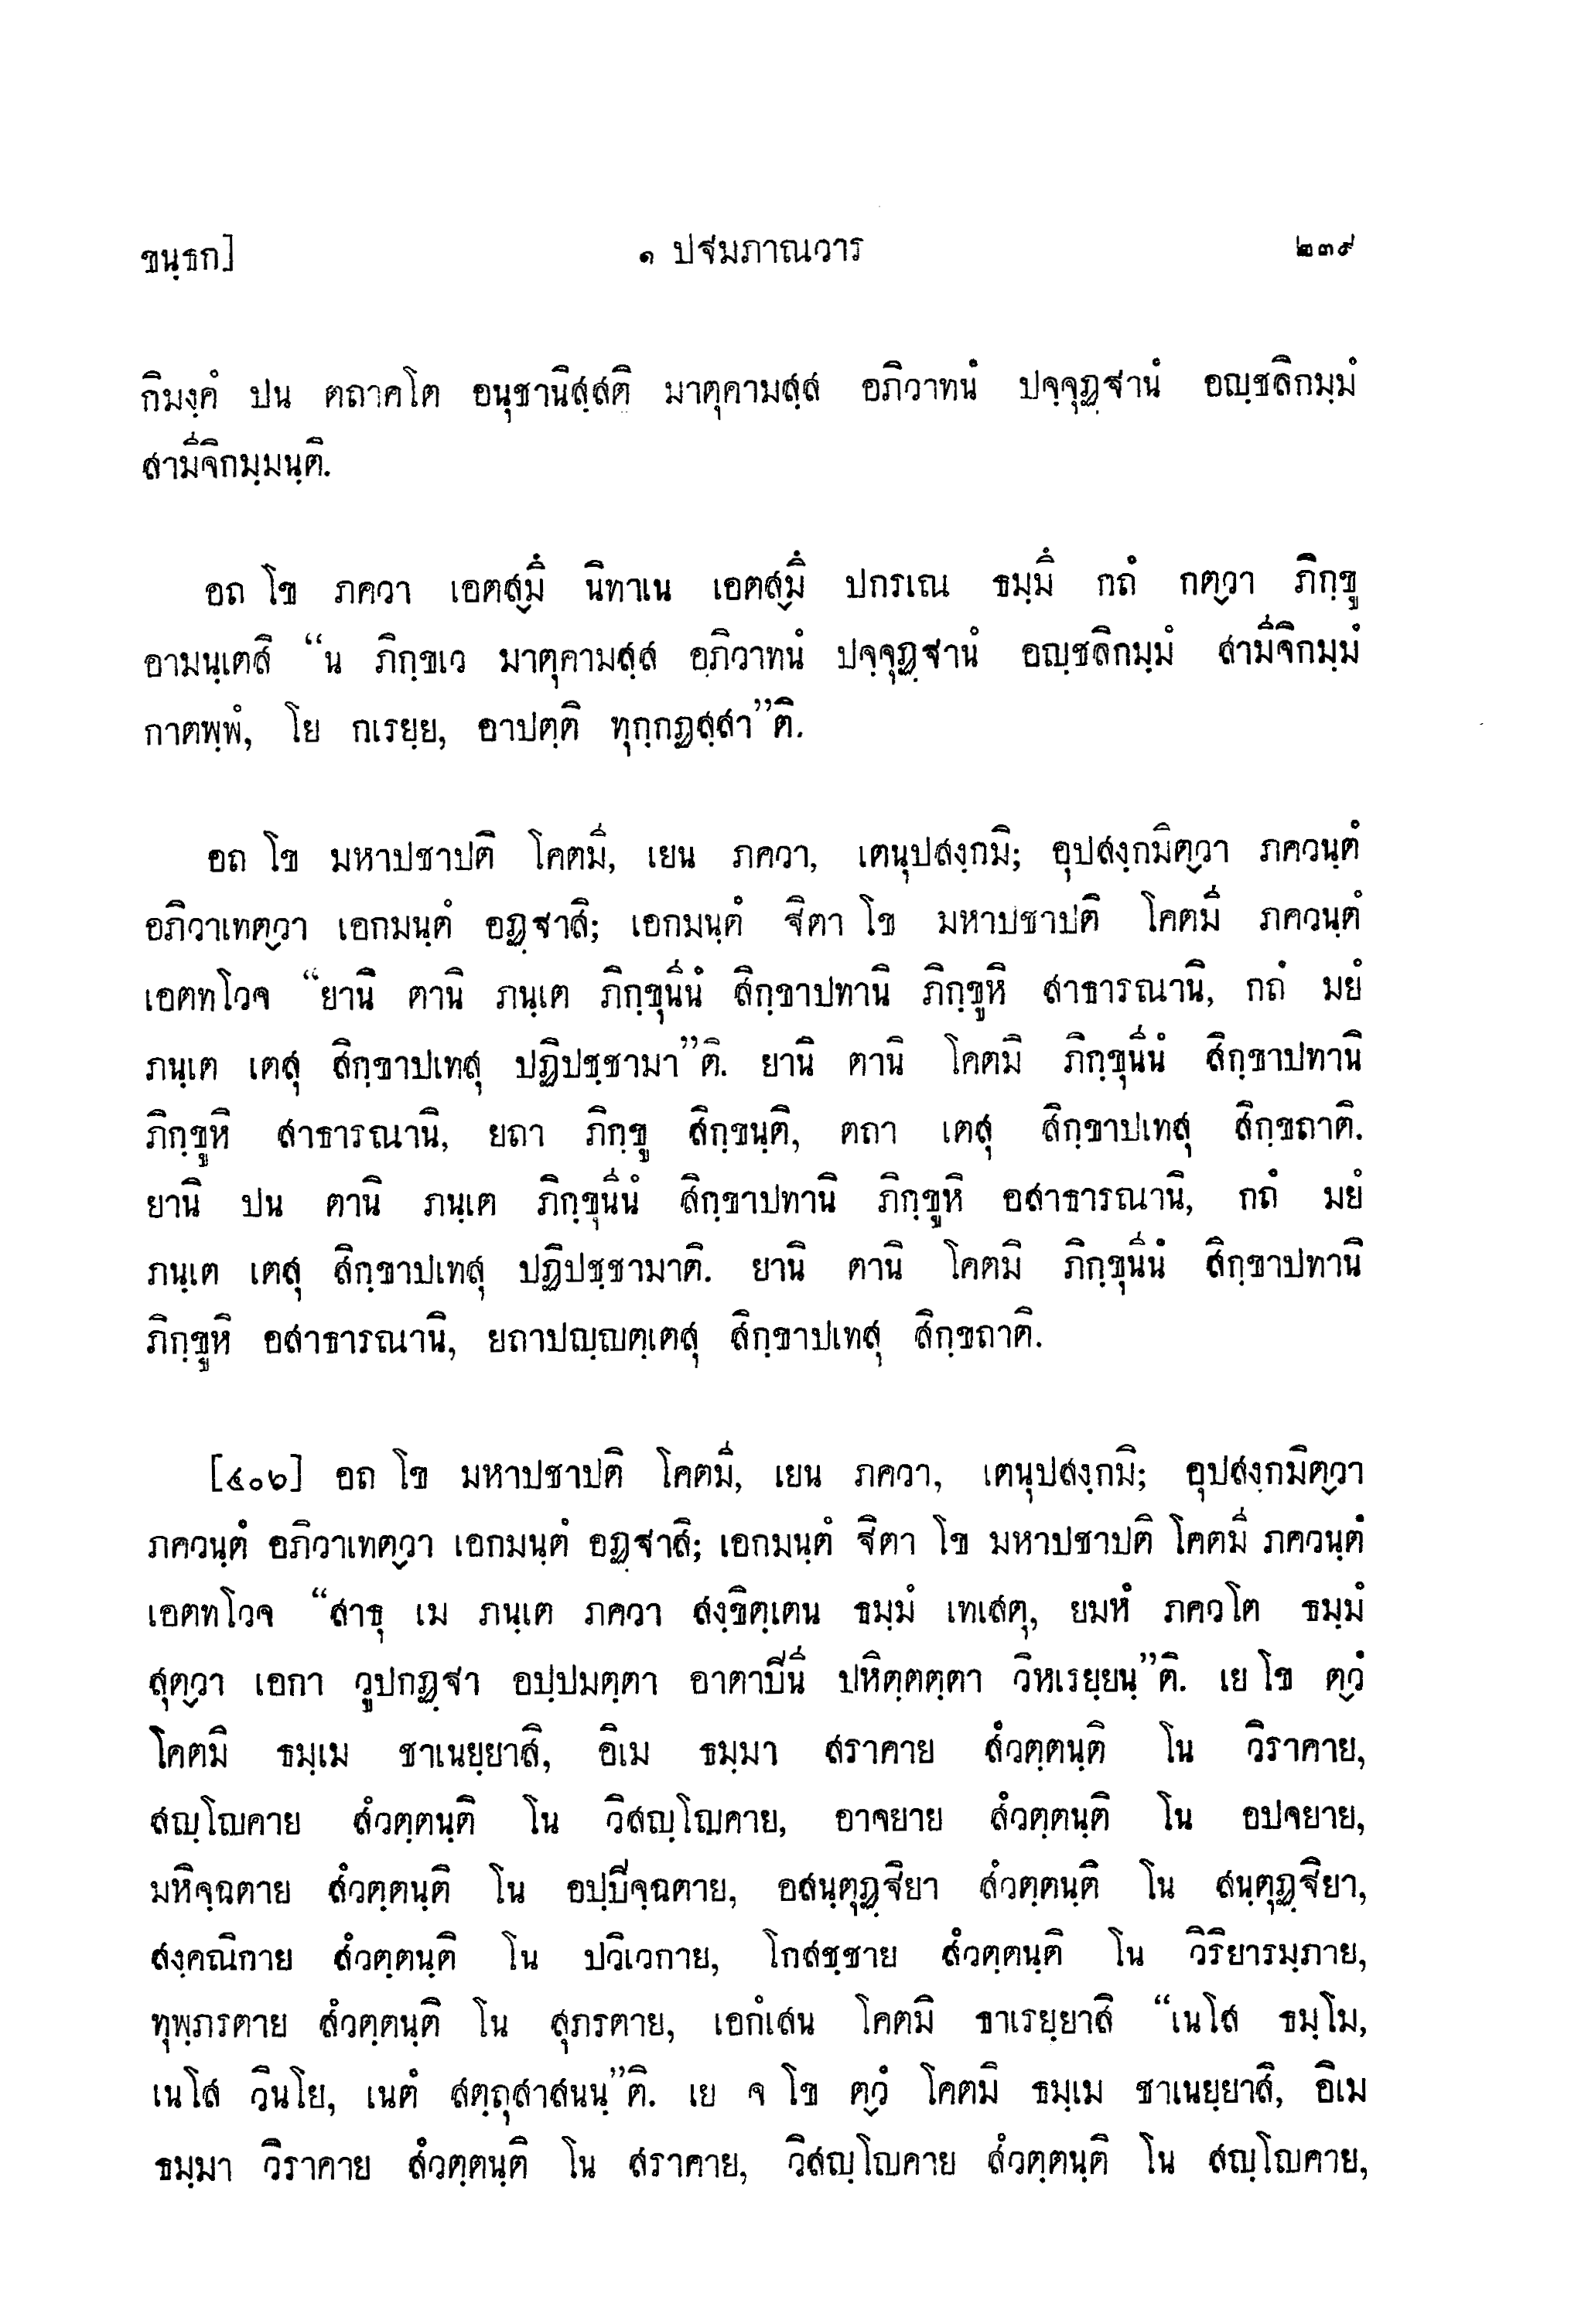 ขนฺธก]
๑ ปฐมภาณวาร
๒๓๙
กิมงฺคํ ปน ตถาคโต อนุชานิสฺสติ มาตุคามสฺส อภิวาทนํ ปจฺจุฏฺฐานํ อญฺชลิกมฺมํ
สามีจิกมฺมนฺติ.
อถ โข ภควา เอตสฺมึ นิทาเน เอตสฺมึ ปกรเณ ธมฺมึ กถํ กตฺวา ภิกฺขู
อามนฺเตสิ “น ภิกฺขเว มาตุคามสฺส อภิวาทนํ ปจฺจุฏฺฐานํ อญฺชลิกมฺมํ สามีจิกมฺมํ
กาตพฺพํ, โย กเรยฺย, อาปตฺติ ทุกฺกฏสฺสา”ติ.
อถ โข มหาปชาปติ โคตมี, เยน ภควา, เตนุปสงฺกมิ; อุปสงฺกมิตฺวา ภควนฺตํ
อภิวาเทตฺวา เอกมนฺตํ อฏฺฐาสิ; เอกมนฺตํ ฐิตา โข มหาปชาปติ โคตมี ภควนฺตํ
เอตทโวจ “ยานิ ตานิ ภนฺเต ภิกฺขุนีนํ สิกฺขาปทานิ ภิกฺขูหิ สาธารณานิ, กถํ มยํ
ภนฺเต เตสุ สิกฺขาปเทสุ ปฏิปชฺชามา”ติ. ยานิ ตานิ โคตมิ ภิกฺขุนีนํ สิกฺขาปทานิ
ภิกฺขูหิ สาธารณานิ, ยถา ภิกฺขู สิกฺขนฺติ, ตถา เตสุ สิกฺขาปเทสุ สิกฺขถาติ.
ยานิ ปน ตานิ ภนฺเต ภิกฺขุนีนํ สิกฺขาปทานิ ภิกฺขูหิ อสาธารณานิ, กถํ มยํ
ภนฺเต เตสุ สิกฺขาปเทสุ ปฏิปชฺชามาติ. ยานิ ตานิ โคตมิ ภิกฺขุนีนํ สิกฺขาปทานิ
ภิกฺขูหิ อสาธารณานิ, ยถาปญฺญตฺเตสุ สิกฺขาปเทสุ สิกฺขถาติ.
[๔๐๖] อถ โข มหาปชาปติ โคตมี, เยน ภควา, เตนุปสงฺกมิ; อุปสงฺกมิตฺวา
ภควนฺตํ อภิวาเทตฺวา เอกมนฺตํ อฏฺฐาสิ; เอกมนฺตํ ฐิตา โข มหาปชาปติ โคตมี ภควนฺตํ
เอตทโวจ “สาธุ เม ภนฺเต ภควา สงฺขิตฺเตน ธมฺมํ เทเสตุ, ยมหํ ภควโต ธมฺมํ
สุตฺวา เอกา วูปกฏฺฐา อปฺปมตฺตา อาตาปินี ปหิตฺตตฺตา วิหเรยฺยนฺ”ติ. เย โข ตฺวํ
โคตมิ ธมฺเม ชาเนยฺยาสิ, อิเม ธมฺมา สราคาย สํวตฺตนฺติ โน วิราคาย,
สญฺโญคาย สํวตฺตนฺติ โน วิสญฺโญคาย, อาจยาย สํวตฺตนฺติ โน อปจยาย,
มหิจฺฉตาย สํวตฺตนฺติ โน อปฺปิจฺฉตาย, อสนฺตุฏฺฐิยา สํวตฺตนฺติ โน สนฺตุฏฺฐิยา,
สงฺคณิกาย สํวตฺตนฺติ โน ปวิเวกาย, โกสชฺชาย สํวตฺตนฺติ โน วิริยารมฺภาย,
ทุพฺภรตาย สํวตฺตนฺติ โน สุภรตาย, เอกํเสน โคตมิ ธาเรยฺยาสิ “เนโส ธมฺโม,
เนโส วินโย, เนตํ สตฺถุสาสนนฺ”ติ. เย จ โข ตฺวํ โคตมิ ธมฺเม ชาเนยฺยาสิ, อิเม
ธมฺมา วิราคาย สํวตฺตนฺติ โน สราคาย, วิสญฺโญคาย สํวตฺตนฺติ โน สญฺโญคาย,